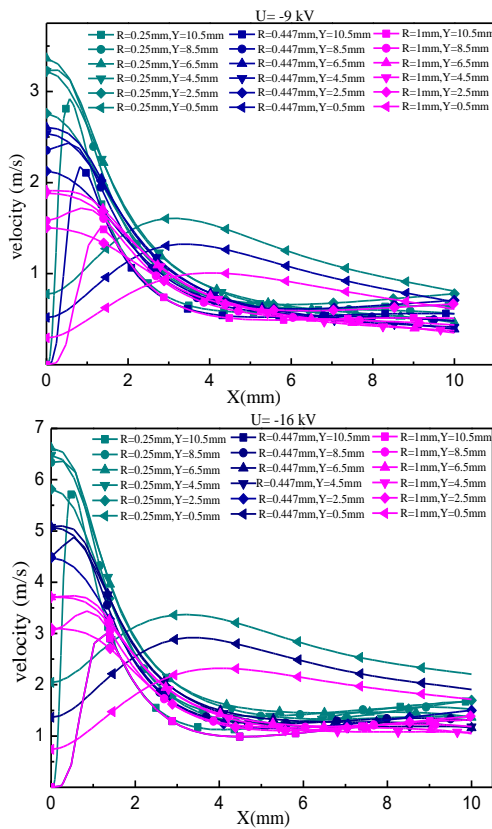 U= -9 kV
R=0.25mm,Y=10.5mm R=0.447mm,Y=10.5mm R=1mm,Y=10.5mm
R=0.25mm,Y=8.5mm R=0.447mm,Y=8.5mm R=1mm,Y=8.5mm
R=0.25mm,Y=6.5mm R=0.447mm,Y=6.5mm R=1mm,Y=6.5mm
R=0.25mm,Y=4.5mm R=0.447mm,Y=4.5mm R=1mm,Y=4.5mm
R=0.25mm,Y=2.5mm R=0.447mm,Y=2.5mm R=1mm,Y=2.5mm
R=0.25mm,Y=0.5mm R=0.447mm,Y=0.5mm R=1mm,Y=0.5mm
3
2
1
velocity (m/s)
0 2 4 6 8 10
X(mm)
U= -16 kV
7
R=0.25mm,Y=10.5mm R=0.447mm,Y=10.5mm R=1mm,Y=10.5mm
R=0.25mm,Y=8.5mm R=0.447mm,Y=8.5mm R=1mm,Y=8.5mm
R=0.25mm,Y=6.5mm R=0.447mm,Y=6.5mm R=1mm,Y=6.5mm
R=0.25mm,Y=4.5mm R=0.447mm,Y=4.5mm R=1mm,Y=4.5mm
R=0.25mm,Y=2.5mm R=0.447mm,Y=2.5mm R=1mm,Y=2.5mm
R=0.25mm,Y=0.5mm R=0.447mm,Y=0.5mm R=1mm,Y=0.5mm
6
5
4
3
2
1
velocity (m/s)
0 2 4 6 8 10
X(mm)